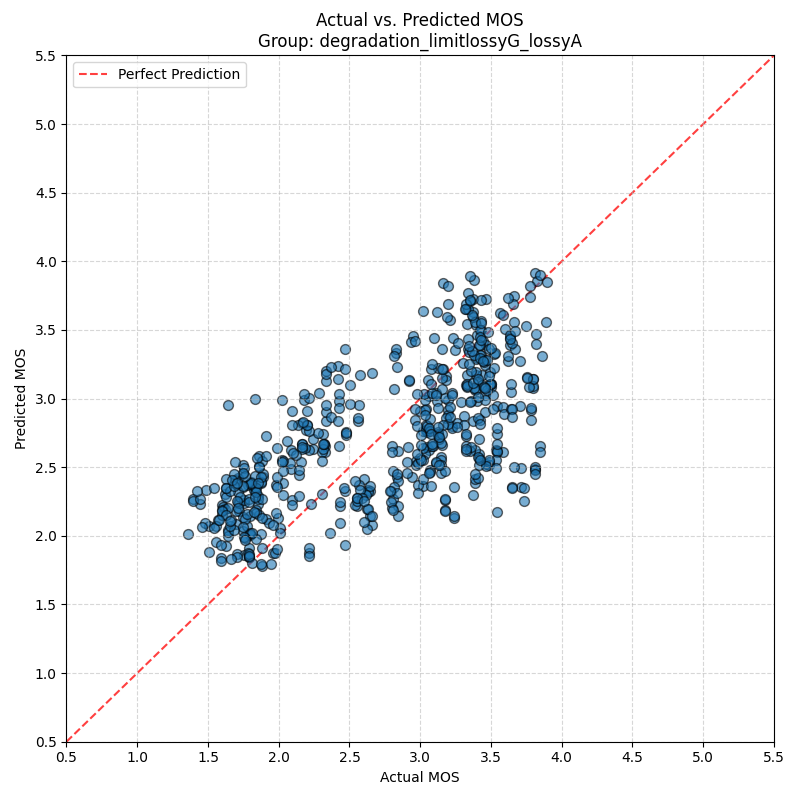 Actual vs. Predicted MOS
Group: degradation_limitlossyG_lossyA
Perfect Prediction
5.5
5.0
4.5
4.0
3.5
3.0
2.5
2.0
1.5
1.0
0.5
Predicted MOS
0.5 1.0 1.5 2.0 2.5 3.0 3.5 4.0 4.5 5.0 5.5
Actual MOS